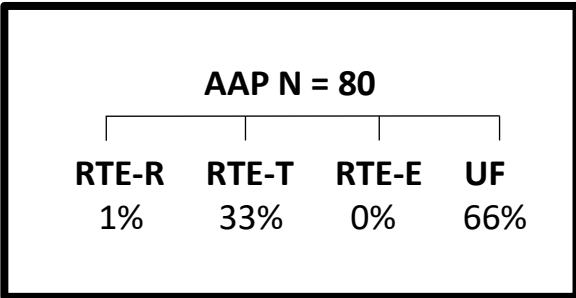 AAP N = 80
RTE-R RTE-T RTE-E UF
1% 33% 0% 66%